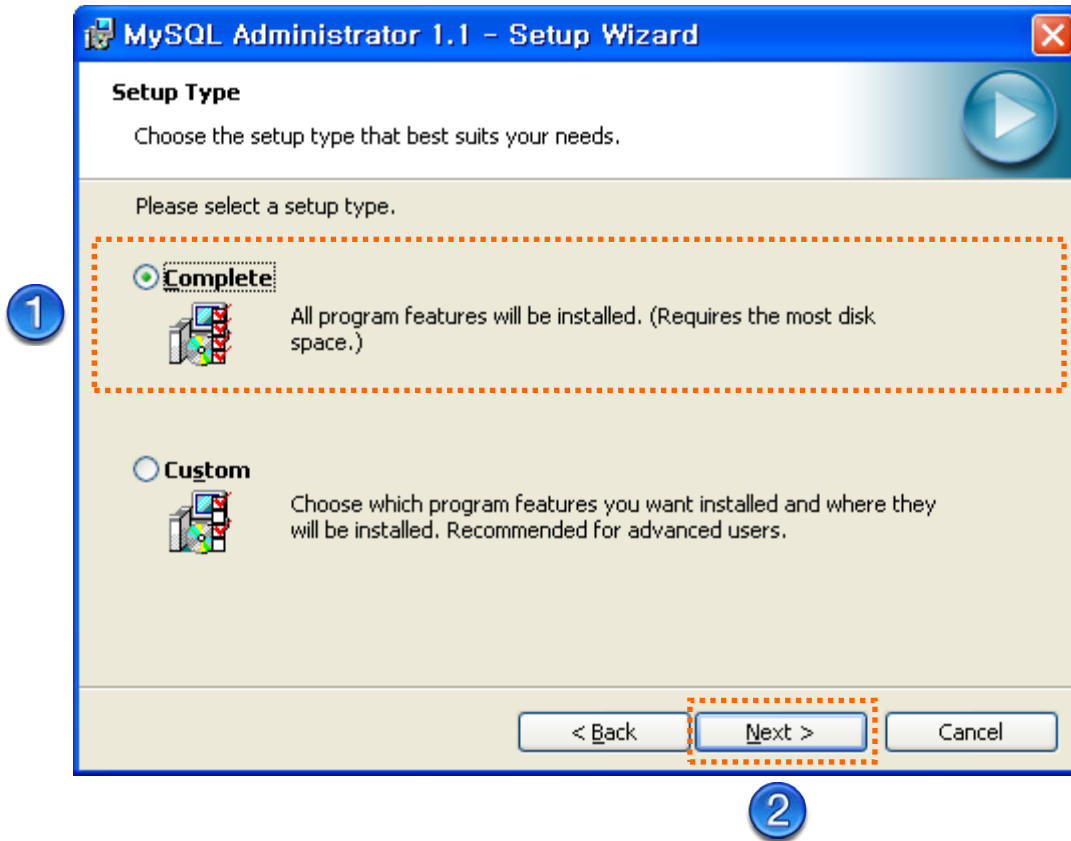 MySQL Administrator 1.1 - Setup Wizard
Setup Type
Choose the setup type that best suits your needs.
Please select a setup type.
1
Complete
All program features will be installed. (Requires the most disk
space.)
Custom
Choose which program features you want installed and where they
will be installed. Recommended for advanced users.
< Back
Next >
Cancel
2